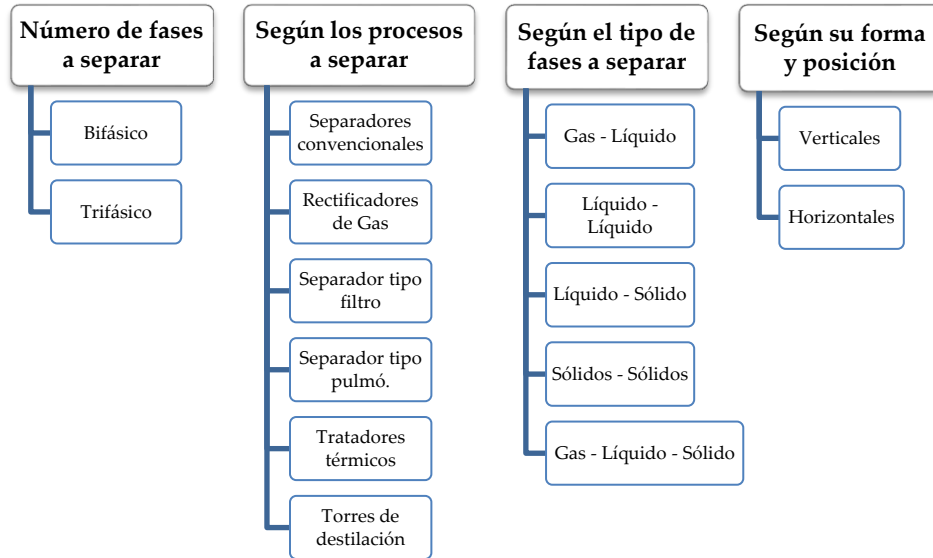 Número de fases
a separar
Bifásico
Trifásico
Según los procesos
a separar
Separadores
convencionales
Rectificadores
de Gas
Separador tipo
filtro
Separador tipo
pulmó.
Tratadores
térmicos
Torres de
destilación
Según el tipo de
fases a separar
Gas - Líquido
Líquido -
Líquido
Líquido - Sólido
Sólidos - Sólidos
Gas - Líquido - Sólido
Según su forma
y posición
Verticales
Horizontales